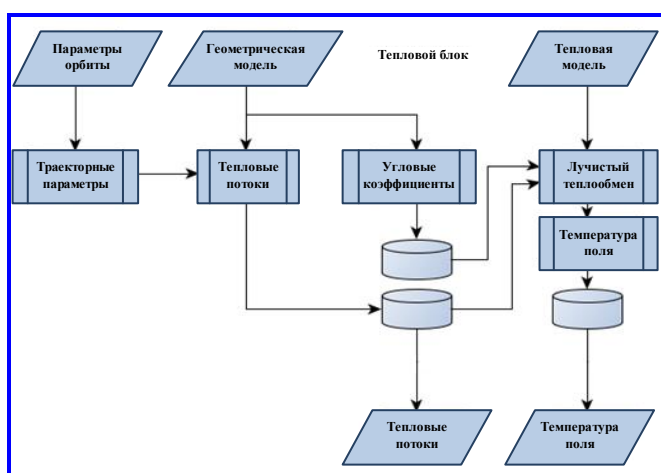 Параметры
орбиты
Геометрическая
модель
Тепловой блок
Тепловая
модель
Траекторные
параметры
Тепловые
потоки
Угловые
коэффициенты
Лучистый
теплообмен
Температура
поля
Тепловые
потоки
Температура
поля